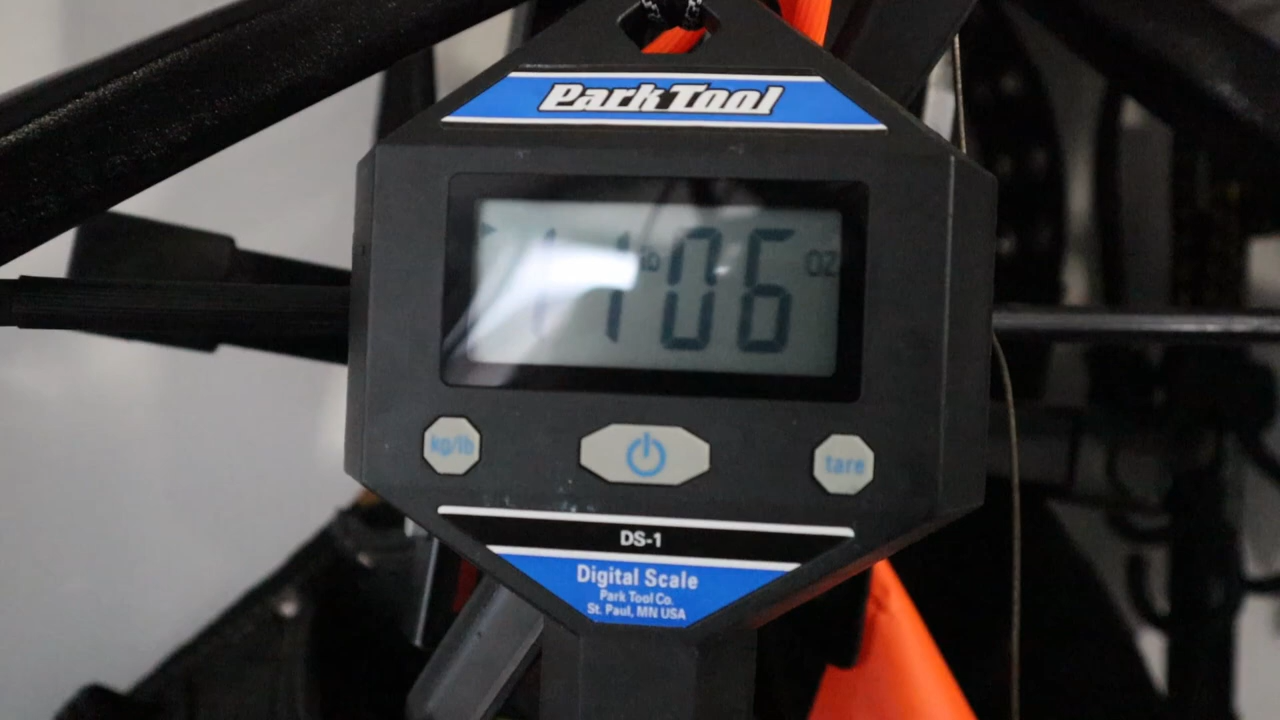 Park Tool
11 lb 06 oz
kg/lb
tare
DS-1
Digital Scale
Park Tool Co.
St. Paul, MN USA